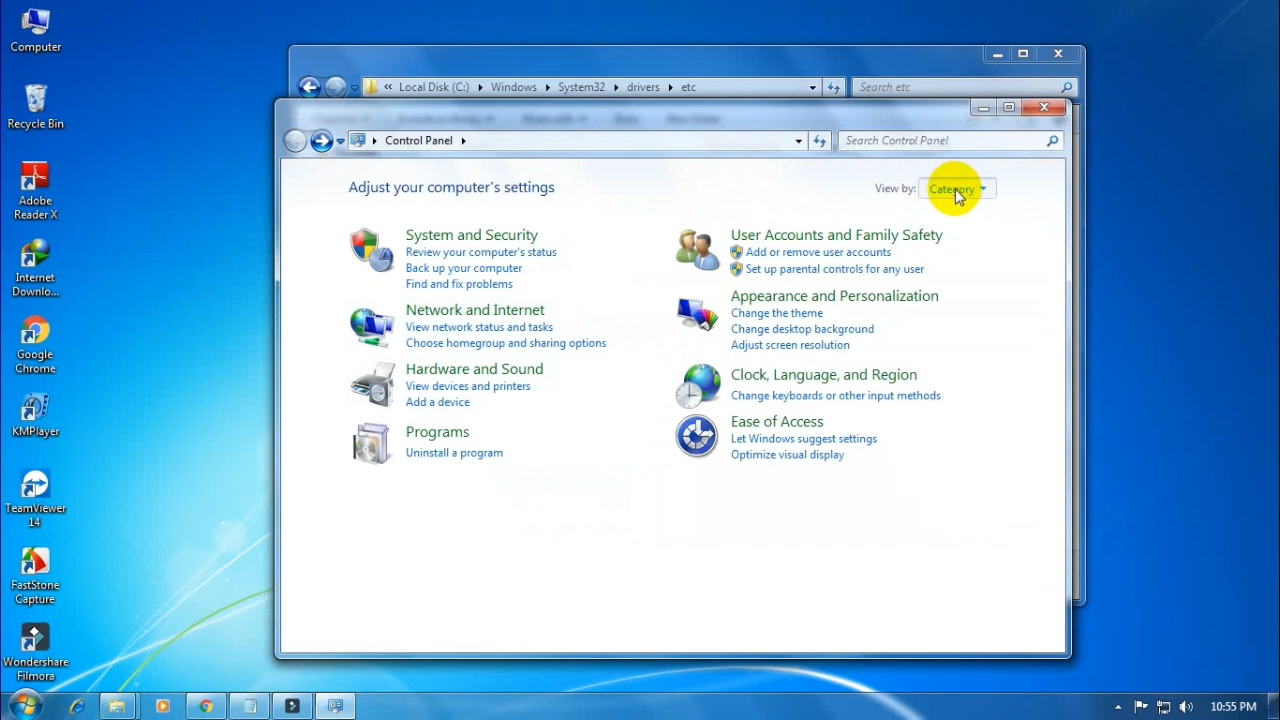 Computer
Recycle Bin
Adobe
Reader X
Internet
Downlo...
Google
Chrome
KMPlayer
TeamViewer
14
FastStone
Capture
Wondershare
Filmora
« Local Disk (C:) ▸ Windows ▸ System32 ▸ drivers ▸ etc
Search etc
Control Panel
Search Control Panel
Adjust your computer's settings
View by: Category
System and Security
Review your computer's status
Back up your computer
Find and fix problems
Network and Internet
View network status and tasks
Choose homegroup and sharing options
Hardware and Sound
View devices and printers
Add a device
Programs
Uninstall a program
User Accounts and Family Safety
Add or remove user accounts
Set up parental controls for any user
Appearance and Personalization
Change the theme
Change desktop background
Adjust screen resolution
Clock, Language, and Region
Change keyboards or other input methods
Ease of Access
Let Windows suggest settings
Optimize visual display
10:55 PM